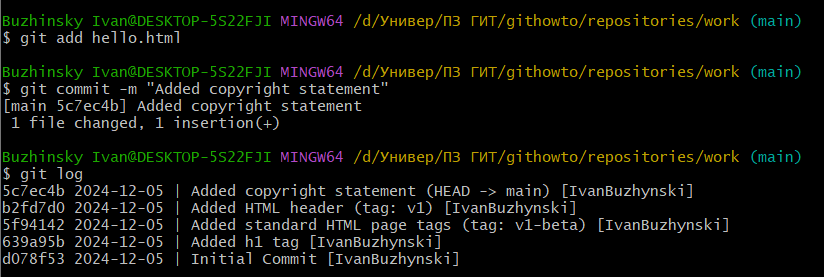 Buzhinsky Ivan@DESKTOP-5S22FJI MINGW64 /d/Универ/ПЗ ГИТ/githowto/repositories/work (main)
$ git add hello.html
Buzhinsky Ivan@DESKTOP-5S22FJI MINGW64 /d/Универ/ПЗ ГИТ/githowto/repositories/work (main)
$ git commit -m "Added copyright statement"
[main 5c7ec4b] Added copyright statement
1 file changed, 1 insertion(+)
Buzhinsky Ivan@DESKTOP-5S22FJI MINGW64 /d/Универ/ПЗ ГИТ/githowto/repositories/work (main)
$ git log
5c7ec4b 2024-12-05 | Added copyright statement (HEAD -> main) [IvanBuzhynski]
b2fd7d0 2024-12-05 | Added HTML header (tag: v1) [IvanBuzhynski]
5f94142 2024-12-05 | Added standard HTML page tags (tag: v1-beta) [IvanBuzhynski]
639a95b 2024-12-05 | Added h1 tag [IvanBuzhynski]
d078f53 2024-12-05 | Initial Commit [IvanBuzhynski]